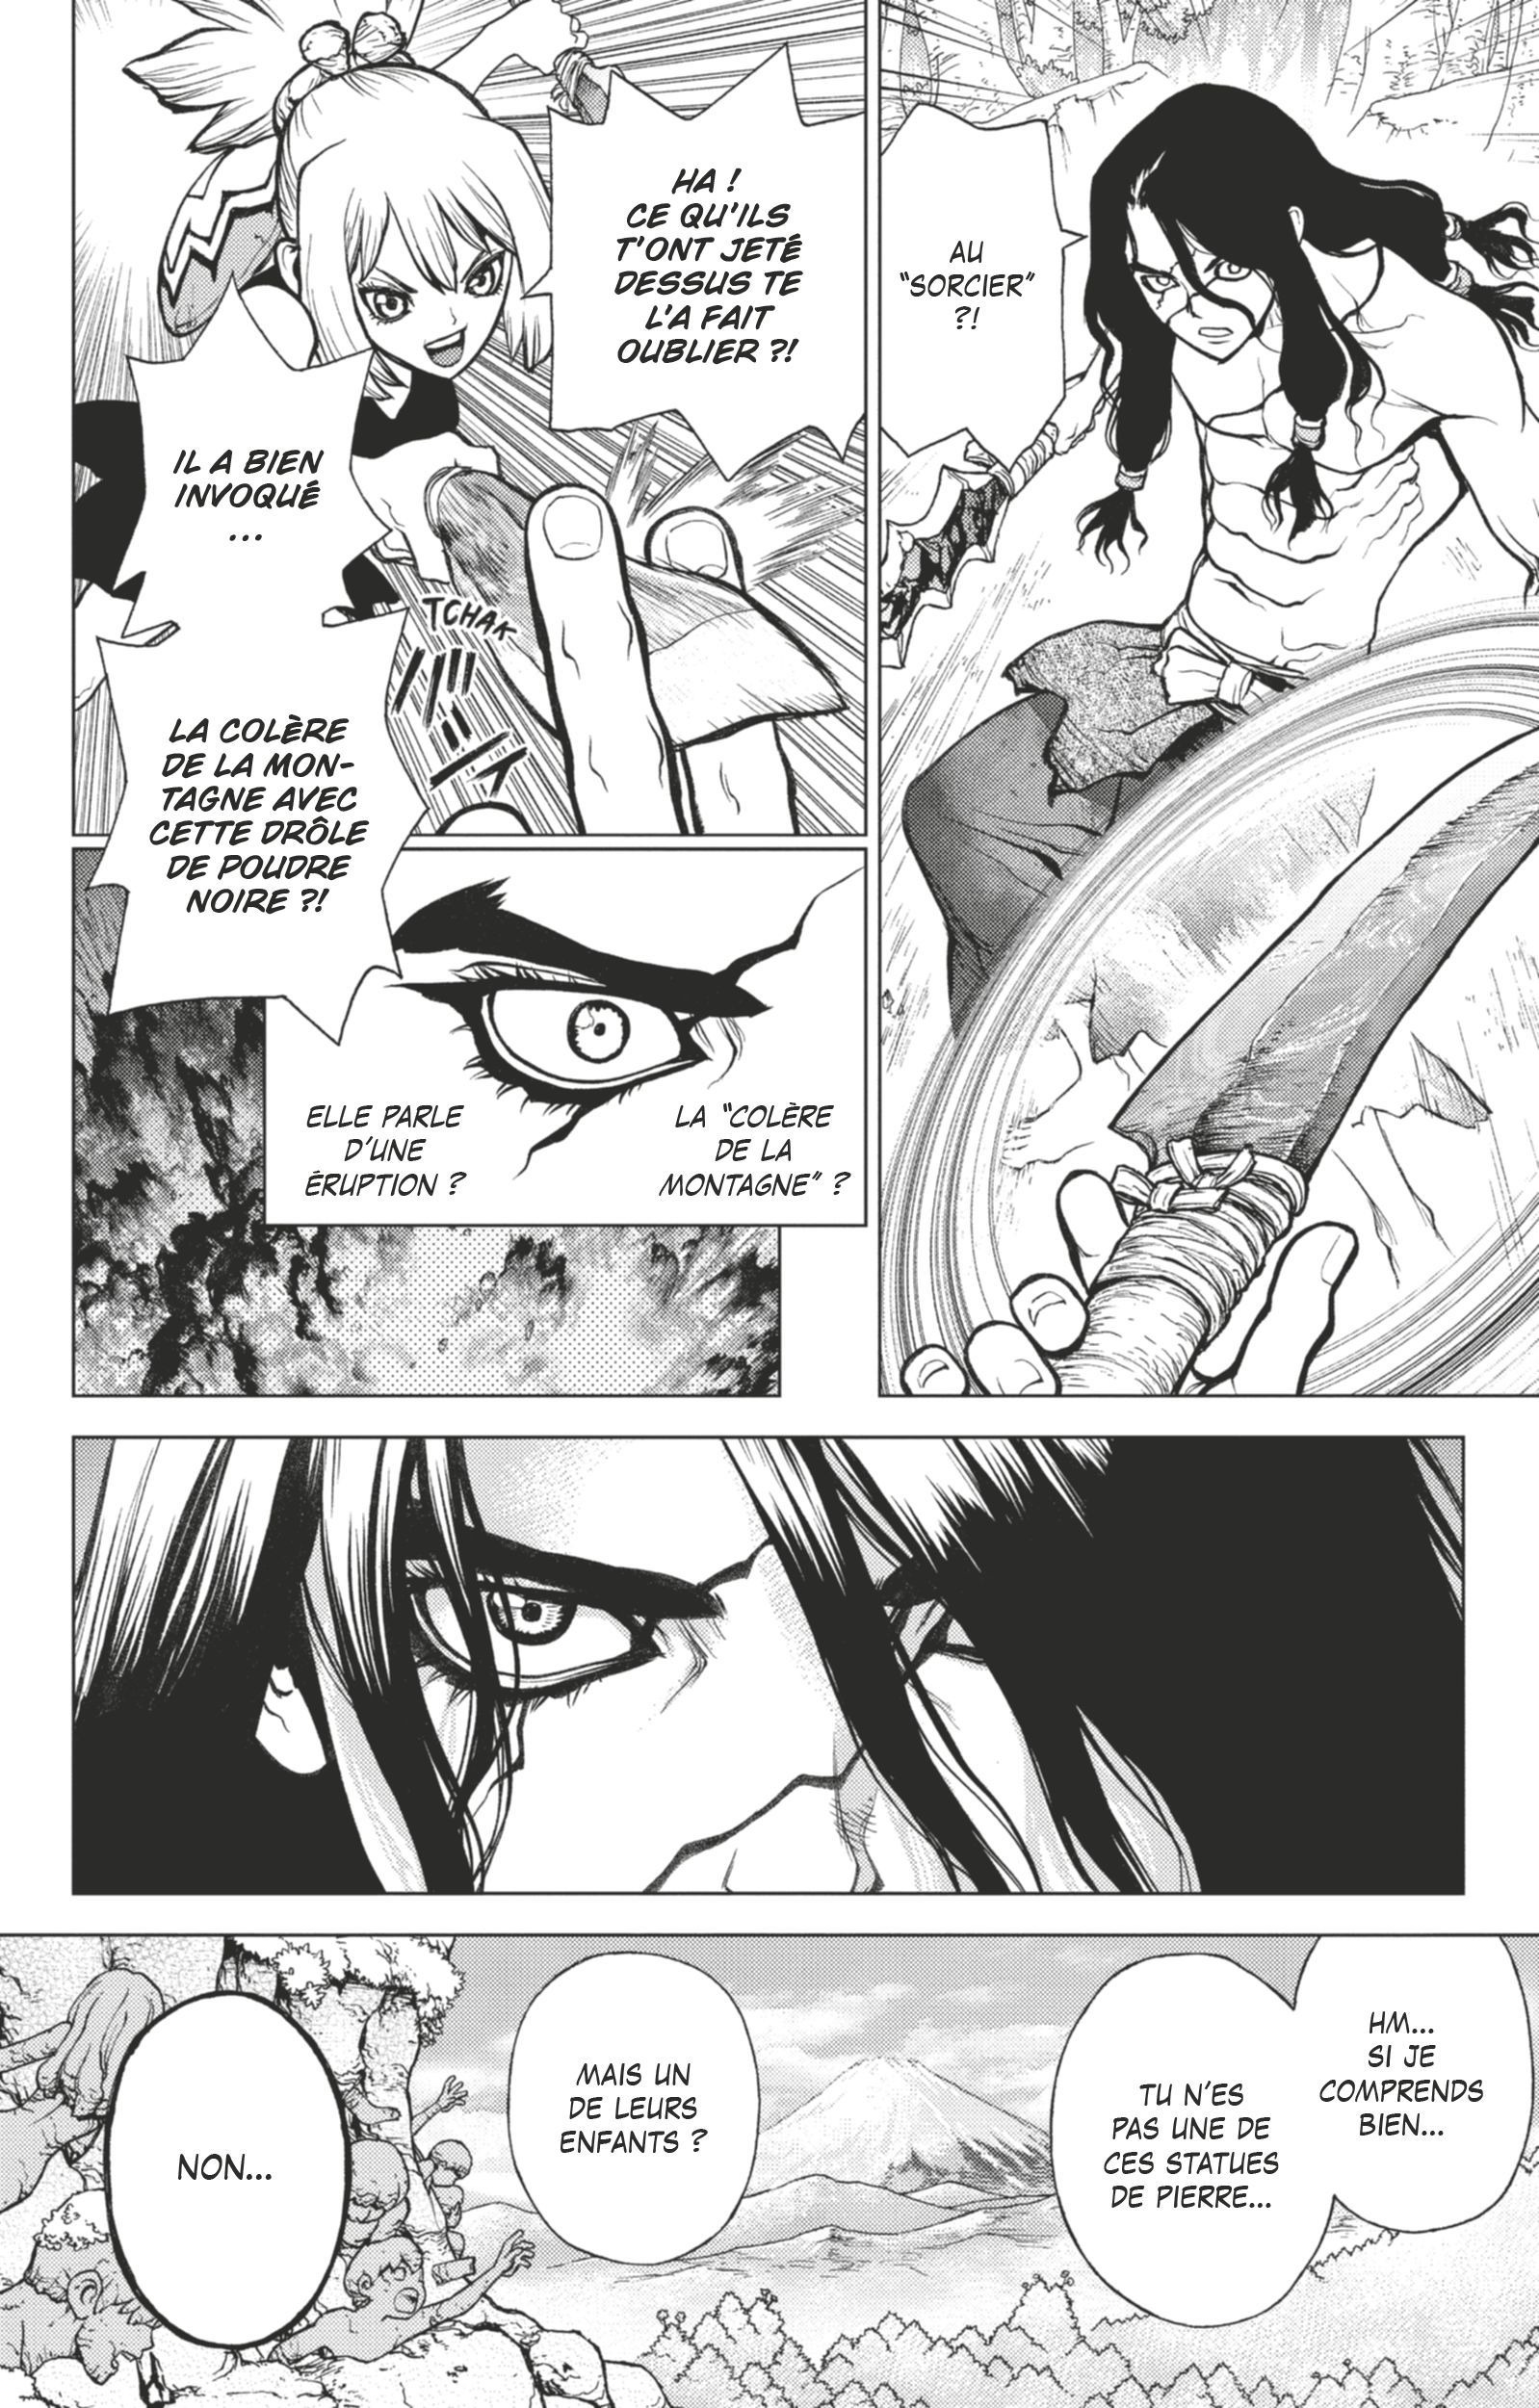 AU
"SORCIER"
?!
HA !
CE QU'ILS
T'ONT JETÉ
DESSUS TE
L'A FAIT
OUBLIER ?!
IL A BIEN
INVOQUÉ
...
TCHAK
LA COLÈRE
DE LA MON-
TAGNE AVEC
CETTE DRÔLE
DE POUDRE
NOIRE ?!
LA "COLÈRE
DE LA
MONTAGNE" ?
ELLE PARLE
D'UNE
ÉRUPTION ?
HM...
SI JE
COMPRENDS
BIEN...
TU N'ES
PAS UNE DE
CES STATUES
DE PIERRE...
MAIS UN
DE LEURS
ENFANTS ?
NON...